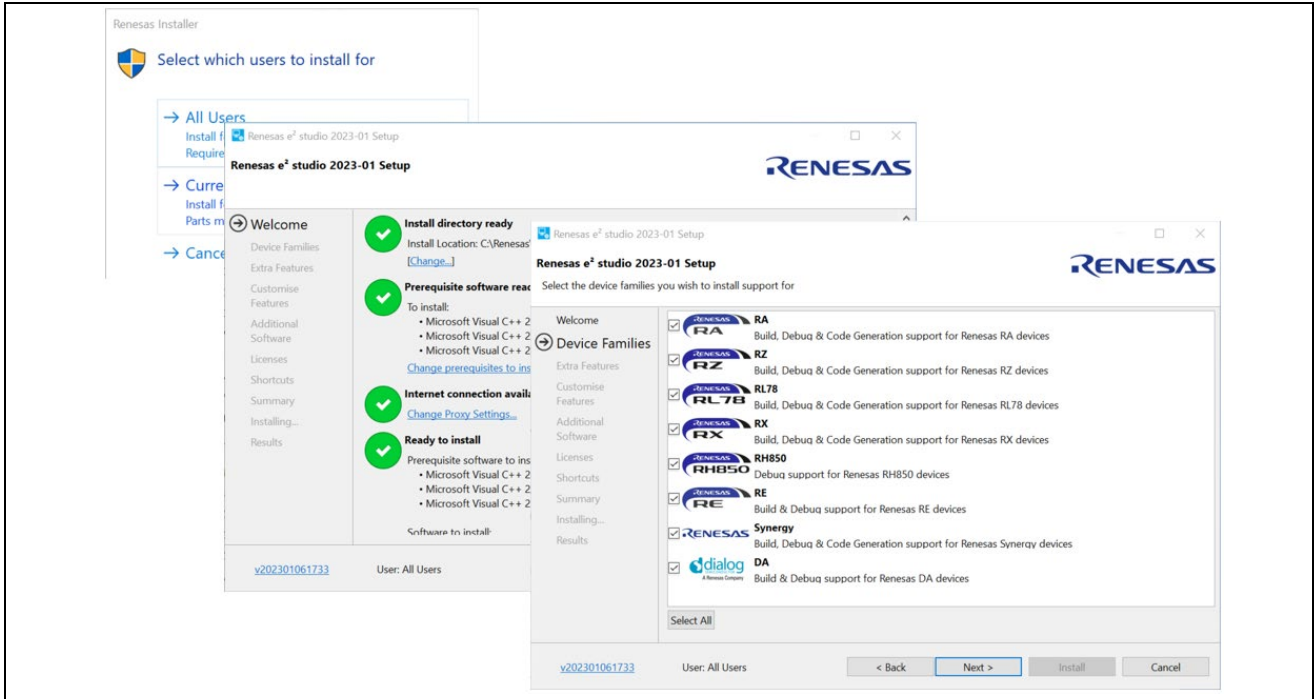 Renesas Installer
Select which users to install for
→ All Users
Install f
Require
→ Curre
Install f
Parts m
→ Cance
Renesas e² studio 2023-01 Setup
Renesas e² studio 2023-01 Setup
RENESAS
Welcome
Device Families
Extra Features
Customise
Features
Additional
Software
Licenses
Shortcuts
Summary
Installing...
Results
Install directory ready
Install Location: C:\Renesas\
[Change...]
Prerequisite software read
To install:
• Microsoft Visual C++ 2
• Microsoft Visual C++ 2
• Microsoft Visual C++ 2
Change prerequisites to ins
Internet connection availa
Change Proxy Settings...
Ready to install
Prerequisite software to ins
• Microsoft Visual C++ 2
• Microsoft Visual C++ 2
• Microsoft Visual C++ 2
Software to install:
v202301061733
User: All Users
Renesas e² studio 2023-01 Setup
Renesas e² studio 2023-01 Setup
Select the device families you wish to install support for
RENESAS
Welcome
Device Families
Extra Features
Customise
Features
Additional
Software
Licenses
Shortcuts
Summary
Installing...
Results
RENESAS
RA
RA
Build, Debug & Code Generation support for Renesas RA devices
RENESAS
RZ
RZ
Build, Debug & Code Generation support for Renesas RZ devices
RENESAS
RL78
RL78
Build, Debug & Code Generation support for Renesas RL78 devices
RENESAS
RX
RX
Build, Debug & Code Generation support for Renesas RX devices
RENESAS
RH850
RH850
Debug support for Renesas RH850 devices
RENESAS
RE
RE
Build & Debug support for Renesas RE devices
RENESAS
Synergy
Build, Debug & Code Generation support for Renesas Synergy devices
dialog
A Renesas Company
DA
Build & Debug support for Renesas DA devices
Select All
v202301061733
User: All Users
< Back
Next >
Install
Cancel